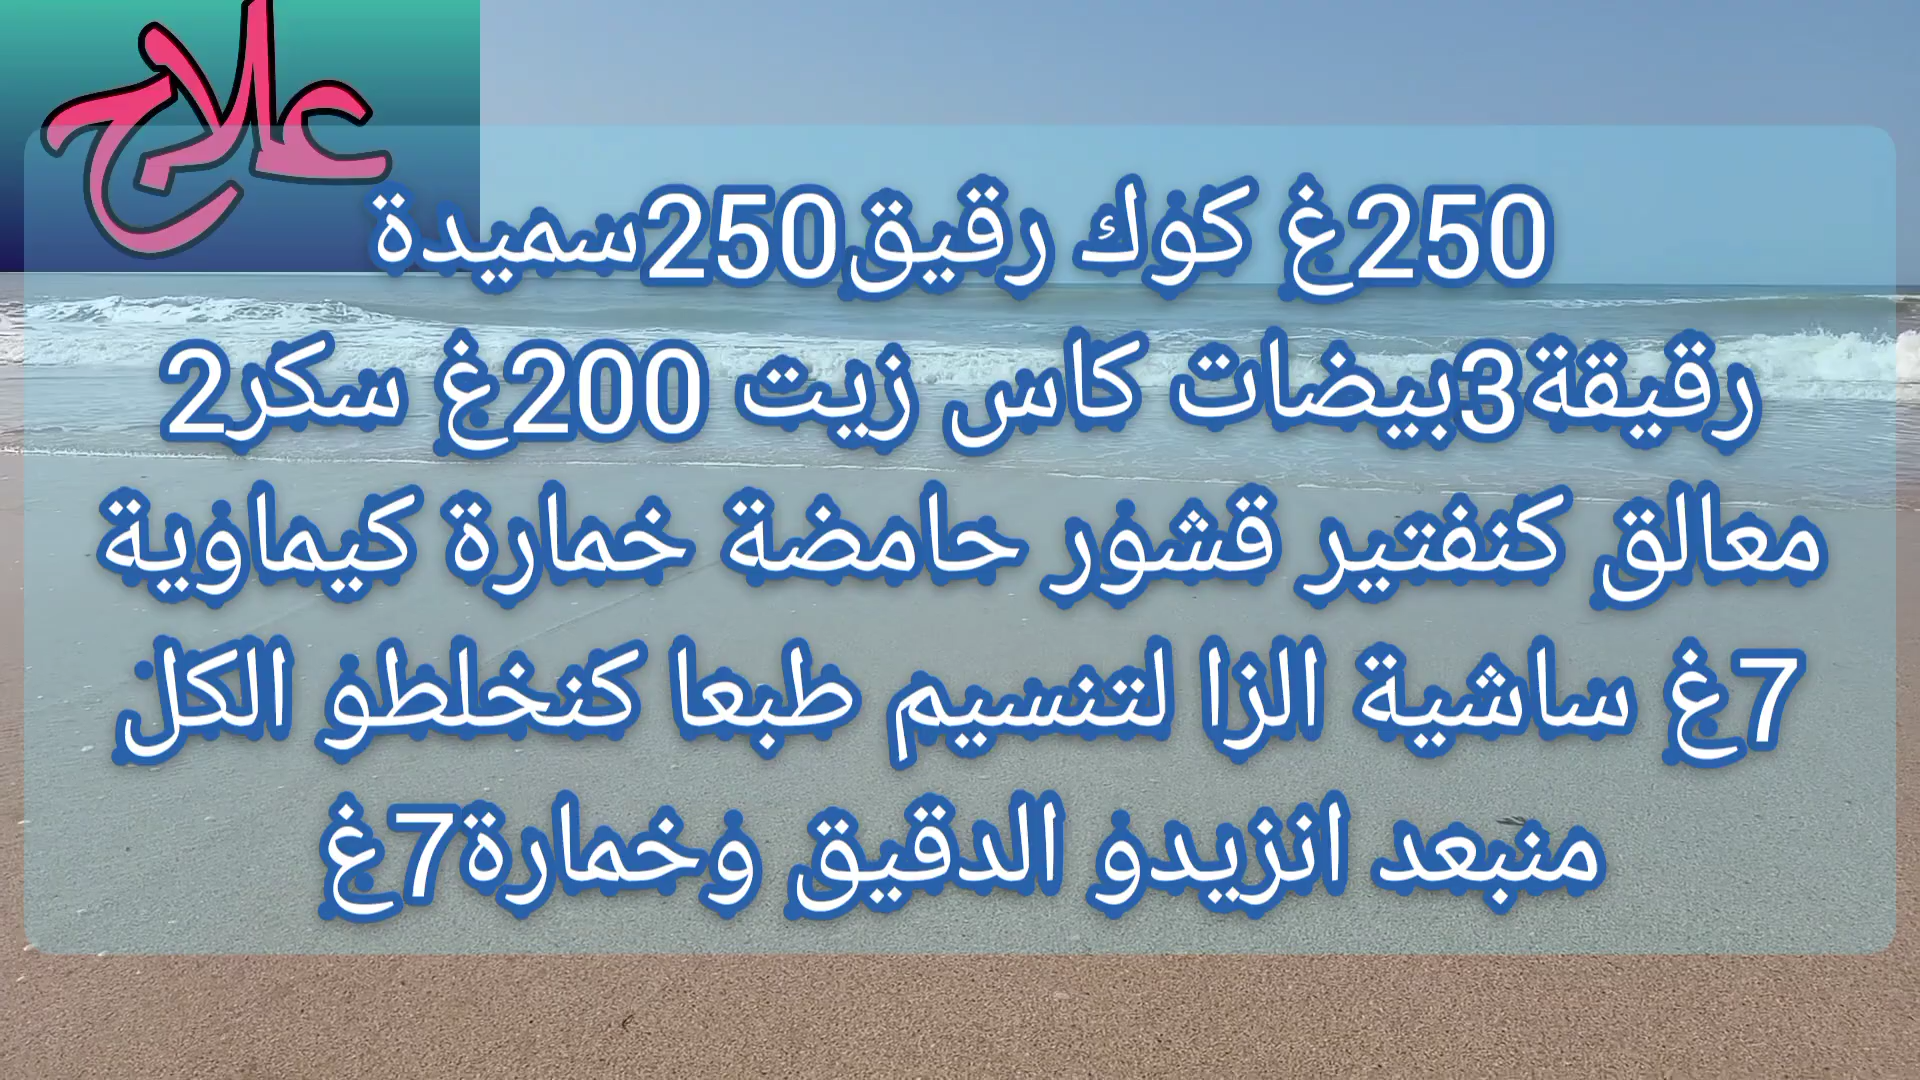 علاج
250غ كوك رقيق250سميدة
رقيقة3بيضات كاس زيت 200غ سكر2
معالق كنفتير قشور حامضة خمارة كيماوية
7غ ساشية الزا لتنسيم طبعا كنخلطو الكل
منبعد انزيدو الدقيق وخمارة7غ